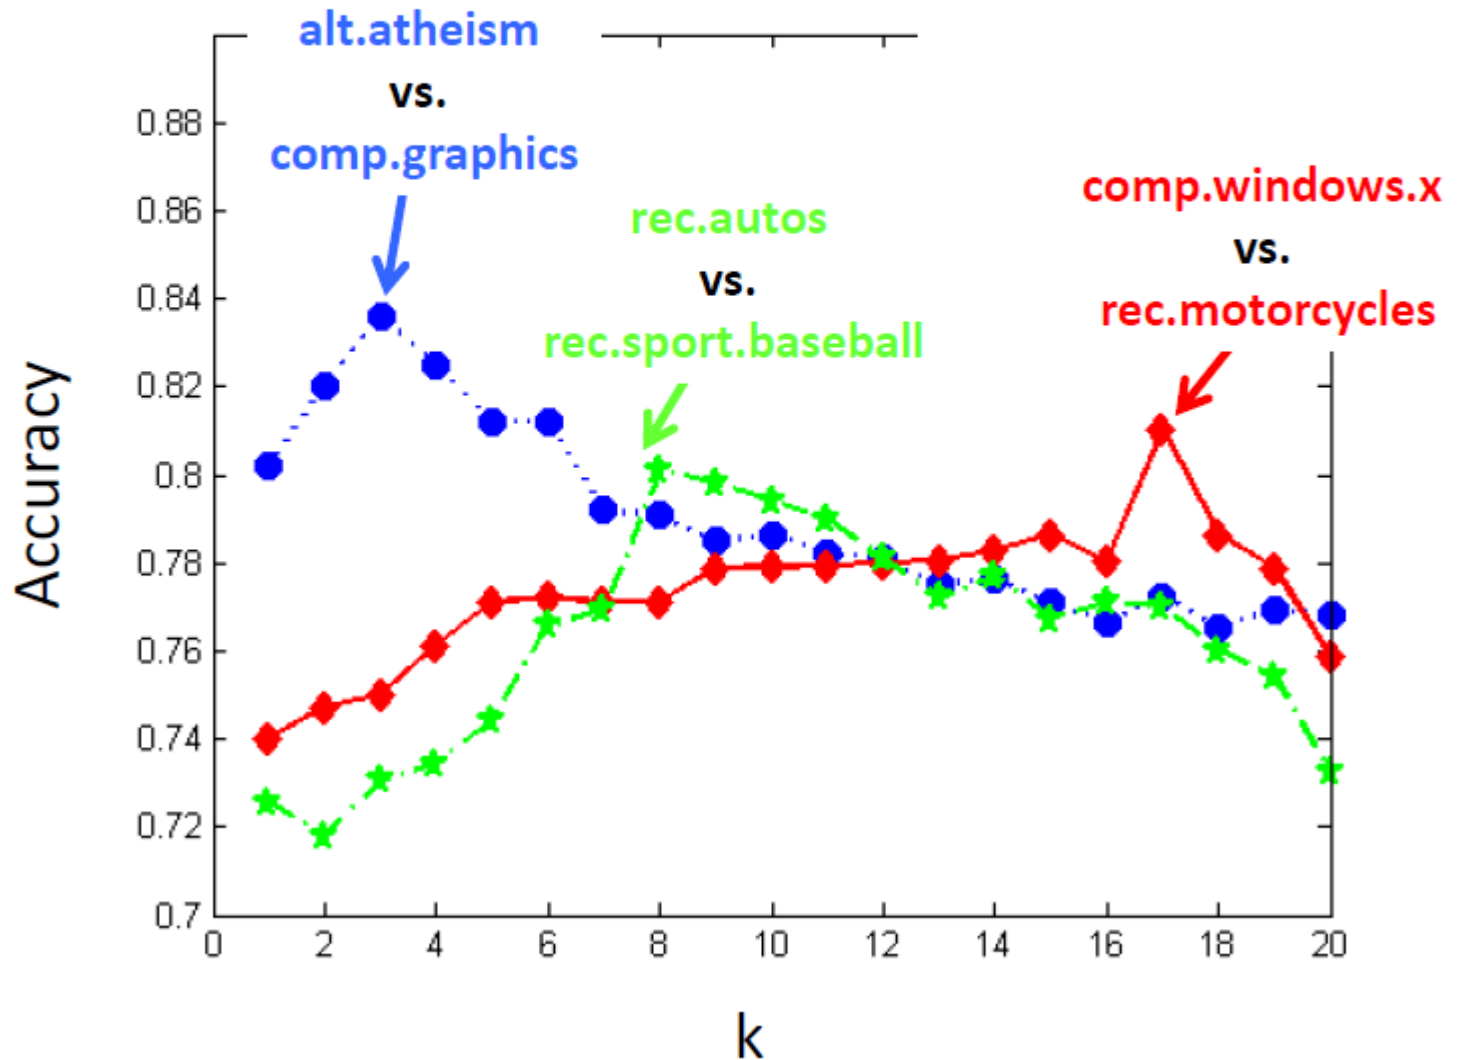 alt.atheism
vs.
comp.graphics
rec.autos
vs.
rec.sport.baseball
comp.windows.x
vs.
rec.motorcycles
Accuracy
0.88
0.86
0.84
0.82
0.8
0.78
0.76
0.74
0.72
0.7
0 2 4 6 8 10 12 14 16 18 20
k